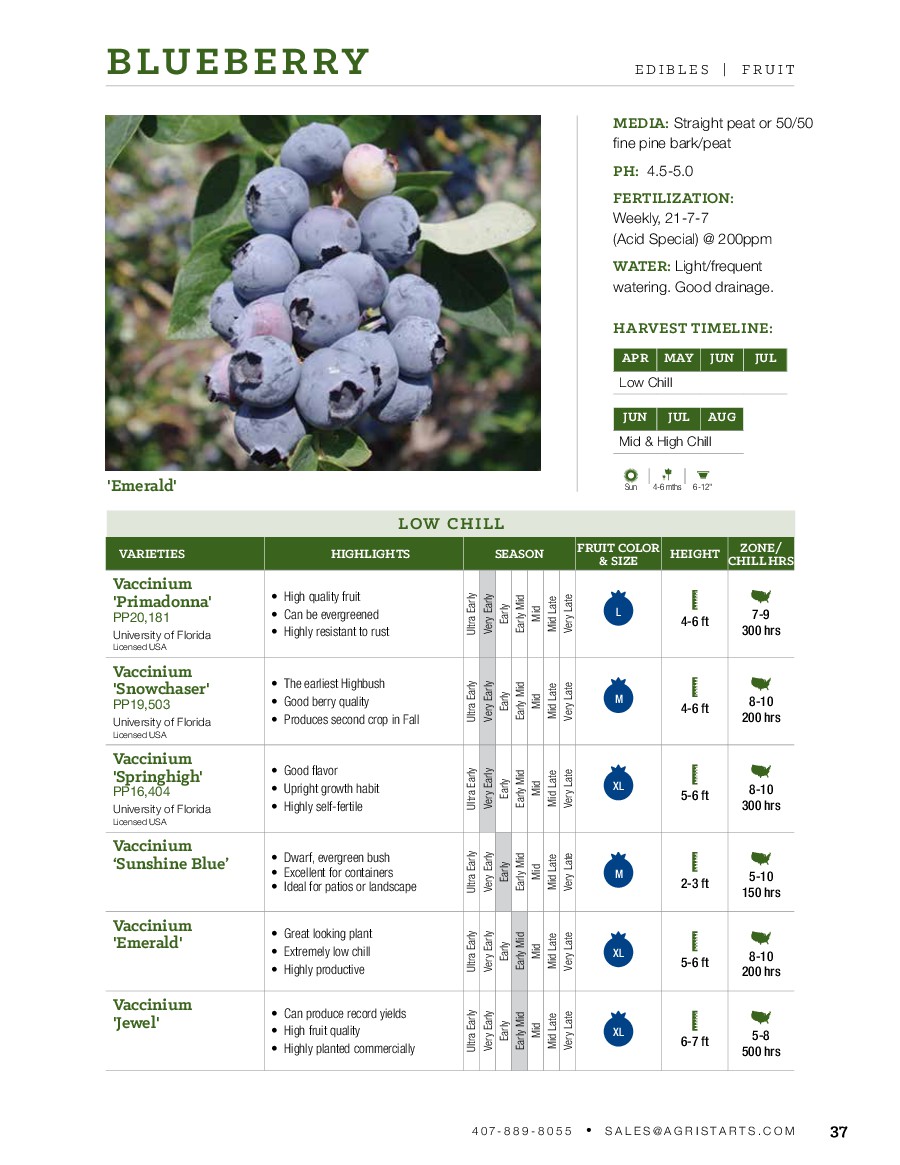 BLUEBERRY
EDIBLES | FRUIT
MEDIA: Straight peat or 50/50
fine pine bark/peat
PH: 4.5-5.0
FERTILIZATION:
Weekly, 21-7-7
(Acid Special) @ 200ppm
WATER: Light/frequent
watering. Good drainage.
HARVEST TIMELINE:
APR MAY JUN JUL
Low Chill
JUN JUL AUG
Mid & High Chill
Sun 4-6 mths 6-12"
'Emerald'
LOW CHILL
VARIETIES HIGHLIGHTS SEASON FRUIT COLOR & SIZE HEIGHT ZONE/ CHILL HRS
Vaccinium
'Primadonna'
PP20,181
University of Florida
Licensed USA
• High quality fruit
• Can be evergreened
• Highly resistant to rust
Ultra Early Very Early Early Early Mid Mid Mid Late Very Late
L
4-6 ft
7-9
300 hrs
Vaccinium
'Snowchaser'
PP19,503
University of Florida
Licensed USA
• The earliest Highbush
• Good berry quality
• Produces second crop in Fall
Ultra Early Very Early Early Early Mid Mid Mid Late Very Late
M
4-6 ft
8-10
200 hrs
Vaccinium
'Springhigh'
PP16,404
University of Florida
Licensed USA
• Good flavor
• Upright growth habit
• Highly self-fertile
Ultra Early Very Early Early Early Mid Mid Mid Late Very Late
XL
5-6 ft
8-10
300 hrs
Vaccinium
‘Sunshine Blue’
• Dwarf, evergreen bush
• Excellent for containers
• Ideal for patios or landscape
Ultra Early Very Early Early Early Mid Mid Mid Late Very Late
M
2-3 ft
5-10
150 hrs
Vaccinium
'Emerald'
• Great looking plant
• Extremely low chill
• Highly productive
Ultra Early Very Early Early Early Mid Mid Mid Late Very Late
XL
5-6 ft
8-10
200 hrs
Vaccinium
'Jewel'
• Can produce record yields
• High fruit quality
• Highly planted commercially
Ultra Early Very Early Early Early Mid Mid Mid Late Very Late
XL
6-7 ft
5-8
500 hrs
407-889-8055 • SALES@AGRISTARTS.COM 37